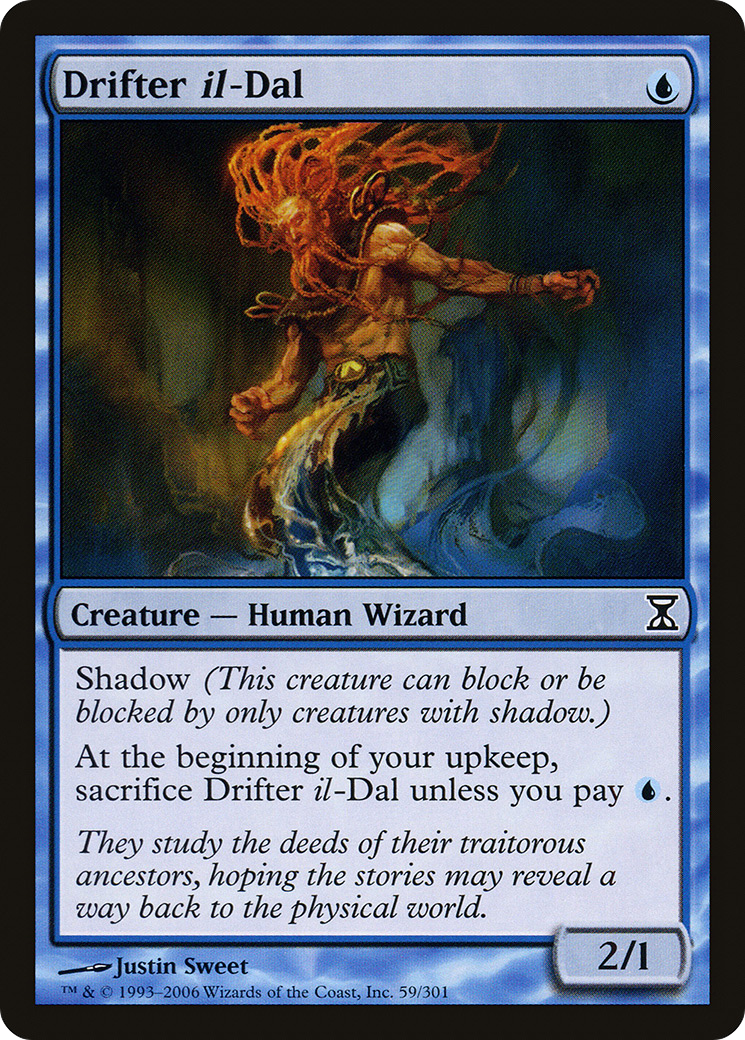 Drifter il-Dal
Creature — Human Wizard
Shadow (This creature can block or be
blocked by only creatures with shadow.)
At the beginning of your upkeep,
sacrifice Drifter il-Dal unless you pay .
They study the deeds of their traitorous
ancestors, hoping the stories may reveal a
way back to the physical world.
2/1
Justin Sweet
™ & © 1993–2006 Wizards of the Coast, Inc. 59/301